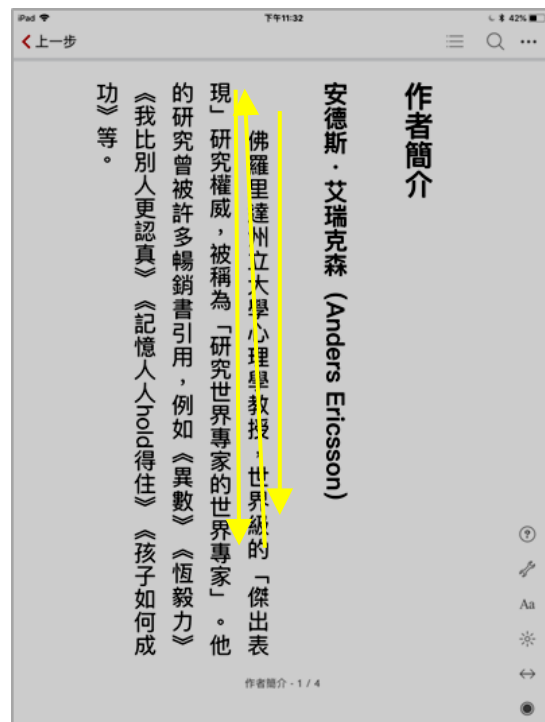 iPad
下午11:32
42%
上一步
作者簡介
安德斯．艾瑞克森（Anders Ericsson）
佛羅里達州立大學心理學教授，世界級的「傑出表
現」研究權威，被稱為「研究世界專家的世界專家」。他
的研究曾被許多暢銷書引用，例如《異數》《恆毅力》
《我比別人更認真》《記憶人人hold得住》《孩子如何成
功》等。
Aa
作者簡介 - 1 / 4